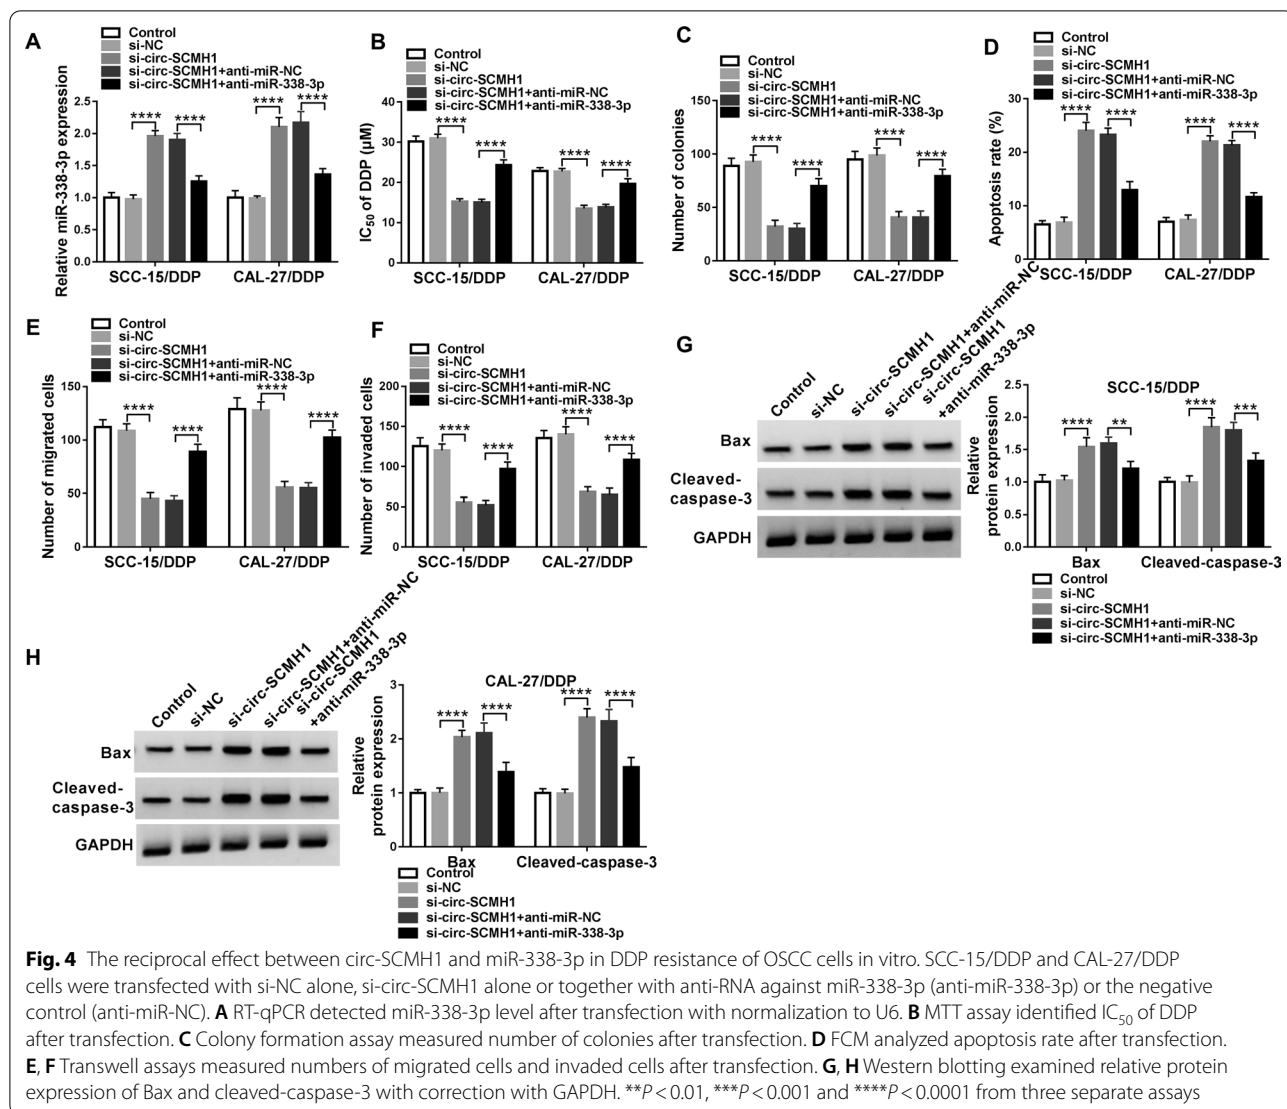 A
Control
si-NC
si-circ-SCMH1
si-circ-SCMH1+anti-miR-NC
si-circ-SCMH1+anti-miR-338-3p
Relative miR-338-3p expression
2.5
2.0
1.5
1.0
0.5
0.0
**** **** **** ****
SCC-15/DDP CAL-27/DDP
B
Control
si-NC
si-circ-SCMH1
si-circ-SCMH1+anti-miR-NC
si-circ-SCMH1+anti-miR-338-3p
IC50 of DDP (µM)
40
30
20
10
0
**** **** **** ****
SCC-15/DDP CAL-27/DDP
C
Control
si-NC
si-circ-SCMH1
si-circ-SCMH1+anti-miR-NC
si-circ-SCMH1+anti-miR-338-3p
Number of colonies
150
100
50
0
**** **** **** ****
SCC-15/DDP CAL-27/DDP
D
Control
si-NC
si-circ-SCMH1
si-circ-SCMH1+anti-miR-NC
si-circ-SCMH1+anti-miR-338-3p
Apoptosis rate (%)
30
20
10
0
**** **** **** ****
SCC-15/DDP CAL-27/DDP
E
Control
si-NC
si-circ-SCMH1
si-circ-SCMH1+anti-miR-NC
si-circ-SCMH1+anti-miR-338-3p
Number of migrated cells
150
100
50
0
**** **** **** ****
SCC-15/DDP CAL-27/DDP
F
Control
si-NC
si-circ-SCMH1
si-circ-SCMH1+anti-miR-NC
si-circ-SCMH1+anti-miR-338-3p
Number of invaded cells
200
150
100
50
0
**** **** **** ****
SCC-15/DDP CAL-27/DDP
G
Control
si-NC
si-circ-SCMH1
si-circ-SCMH1+anti-miR-NC
si-circ-SCMH1
+anti-miR-338-3p
Bax
Cleaved-
caspase-3
GAPDH
SCC-15/DDP
Relative
protein expression
2.0
1.5
1.0
0.5
0.0
**** ** **** ***
Bax Cleaved-caspase-3
Control
si-NC
si-circ-SCMH1
si-circ-SCMH1+anti-miR-NC
si-circ-SCMH1+anti-miR-338-3p
H
Control
si-NC
si-circ-SCMH1
si-circ-SCMH1+anti-miR-NC
si-circ-SCMH1
+anti-miR-338-3p
Bax
Cleaved-
caspase-3
GAPDH
CAL-27/DDP
Relative
protein expression
3
2
1
0
**** **** **** ****
Bax Cleaved-caspase-3
Control
si-NC
si-circ-SCMH1
si-circ-SCMH1+anti-miR-NC
si-circ-SCMH1+anti-miR-338-3p
Fig. 4 The reciprocal effect between circ-SCMH1 and miR-338-3p in DDP resistance of OSCC cells in vitro. SCC-15/DDP and CAL-27/DDP
cells were transfected with si-NC alone, si-circ-SCMH1 alone or together with anti-RNA against miR-338-3p (anti-miR-338-3p) or the negative
control (anti-miR-NC). A RT-qPCR detected miR-338-3p level after transfection with normalization to U6. B MTT assay identified IC50 of DDP
after transfection. C Colony formation assay measured number of colonies after transfection. D FCM analyzed apoptosis rate after transfection.
E, F Transwell assays measured numbers of migrated cells and invaded cells after transfection. G, H Western blotting examined relative protein
expression of Bax and cleaved-caspase-3 with correction with GAPDH. **P < 0.01, ***P < 0.001 and ****P < 0.0001 from three separate assays